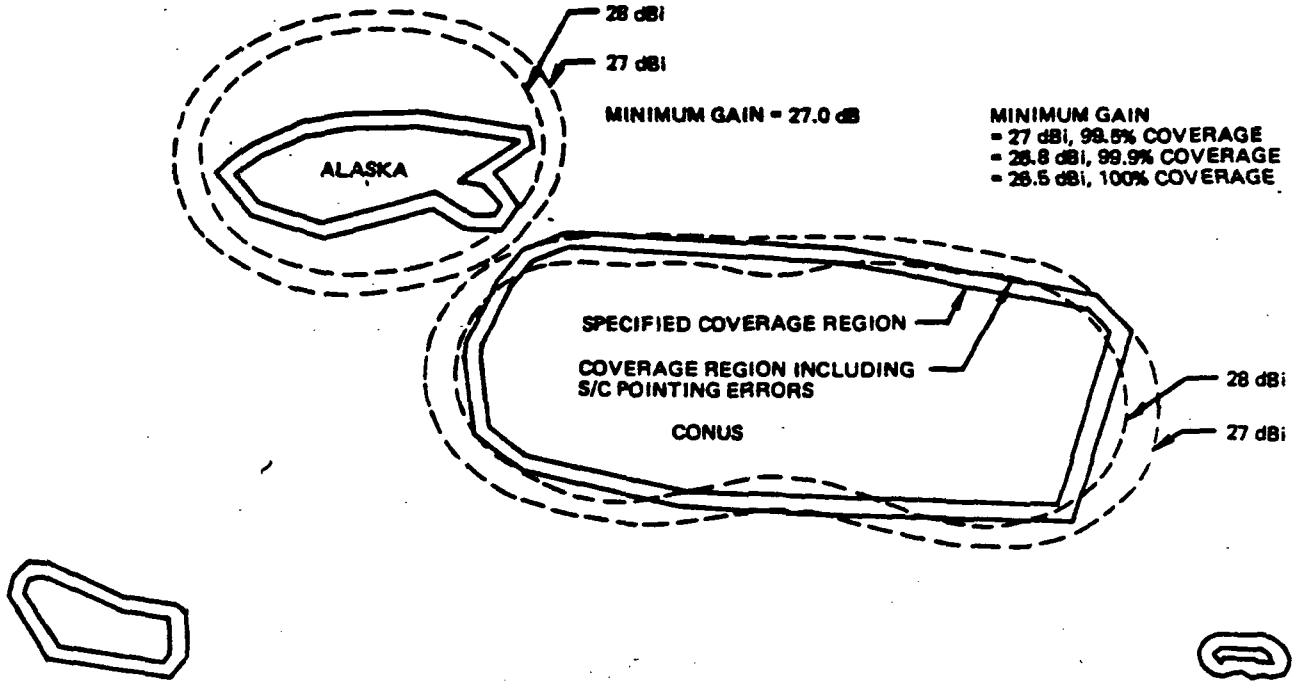 28 dBi
27 dBi
MINIMUM GAIN = 27.0 dB
MINIMUM GAIN
= 27 dBi, 99.5% COVERAGE
= 26.8 dBi, 99.9% COVERAGE
= 26.5 dBi, 100% COVERAGE
ALASKA
SPECIFIED COVERAGE REGION
COVERAGE REGION INCLUDING
S/C POINTING ERRORS
28 dBi
CONUS
27 dBi